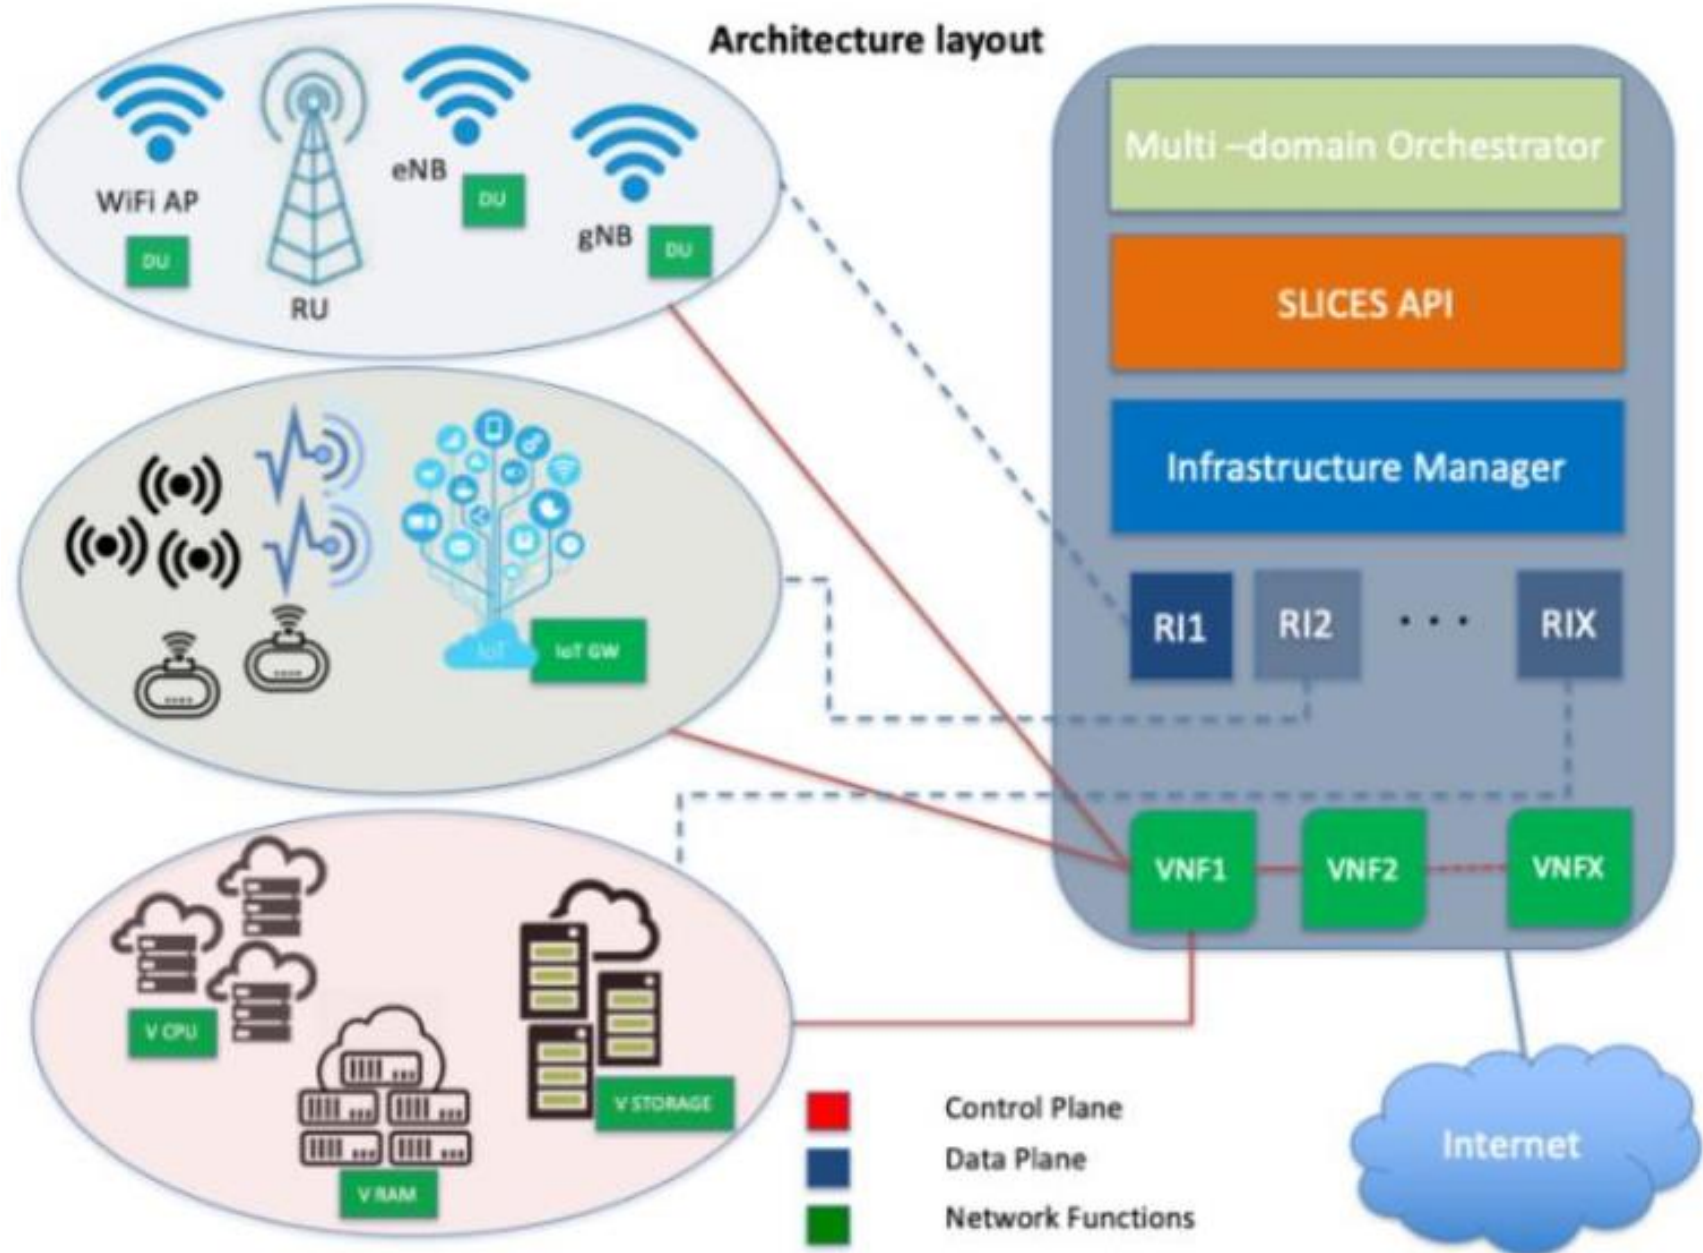 Architecture layout
WiFi AP
DU
RU
eNB
DU
gNB
DU
IoT
IoT GW
V CPU
V RAM
V STORAGE
Multi –domain Orchestrator
SLICES API
Infrastructure Manager
RI1
RI2
. . .
RIX
VNF1
VNF2
VNFX
Control Plane
Data Plane
Network Functions
Internet